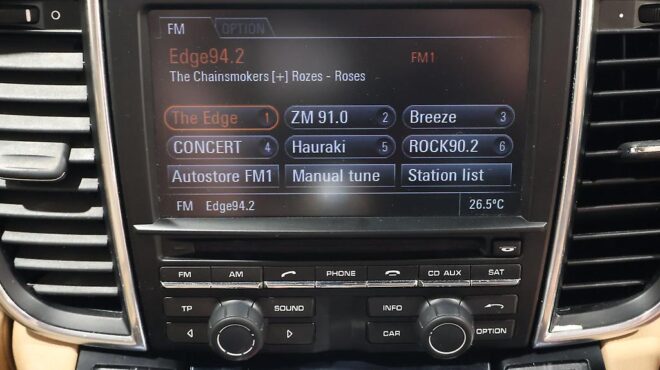 FM OPTION
Edge94.2 FM1
The Chainsmokers [+] Rozes - Roses
The Edge 1 ZM 91.0 2 Breeze 3
CONCERT 4 Hauraki 5 ROCK90.2 6
Autostore FM1 Manual tune Station list
FM Edge94.2 26.5°C
FM AM PHONE CD AUX SAT
TP SOUND INFO
CAR OPTION